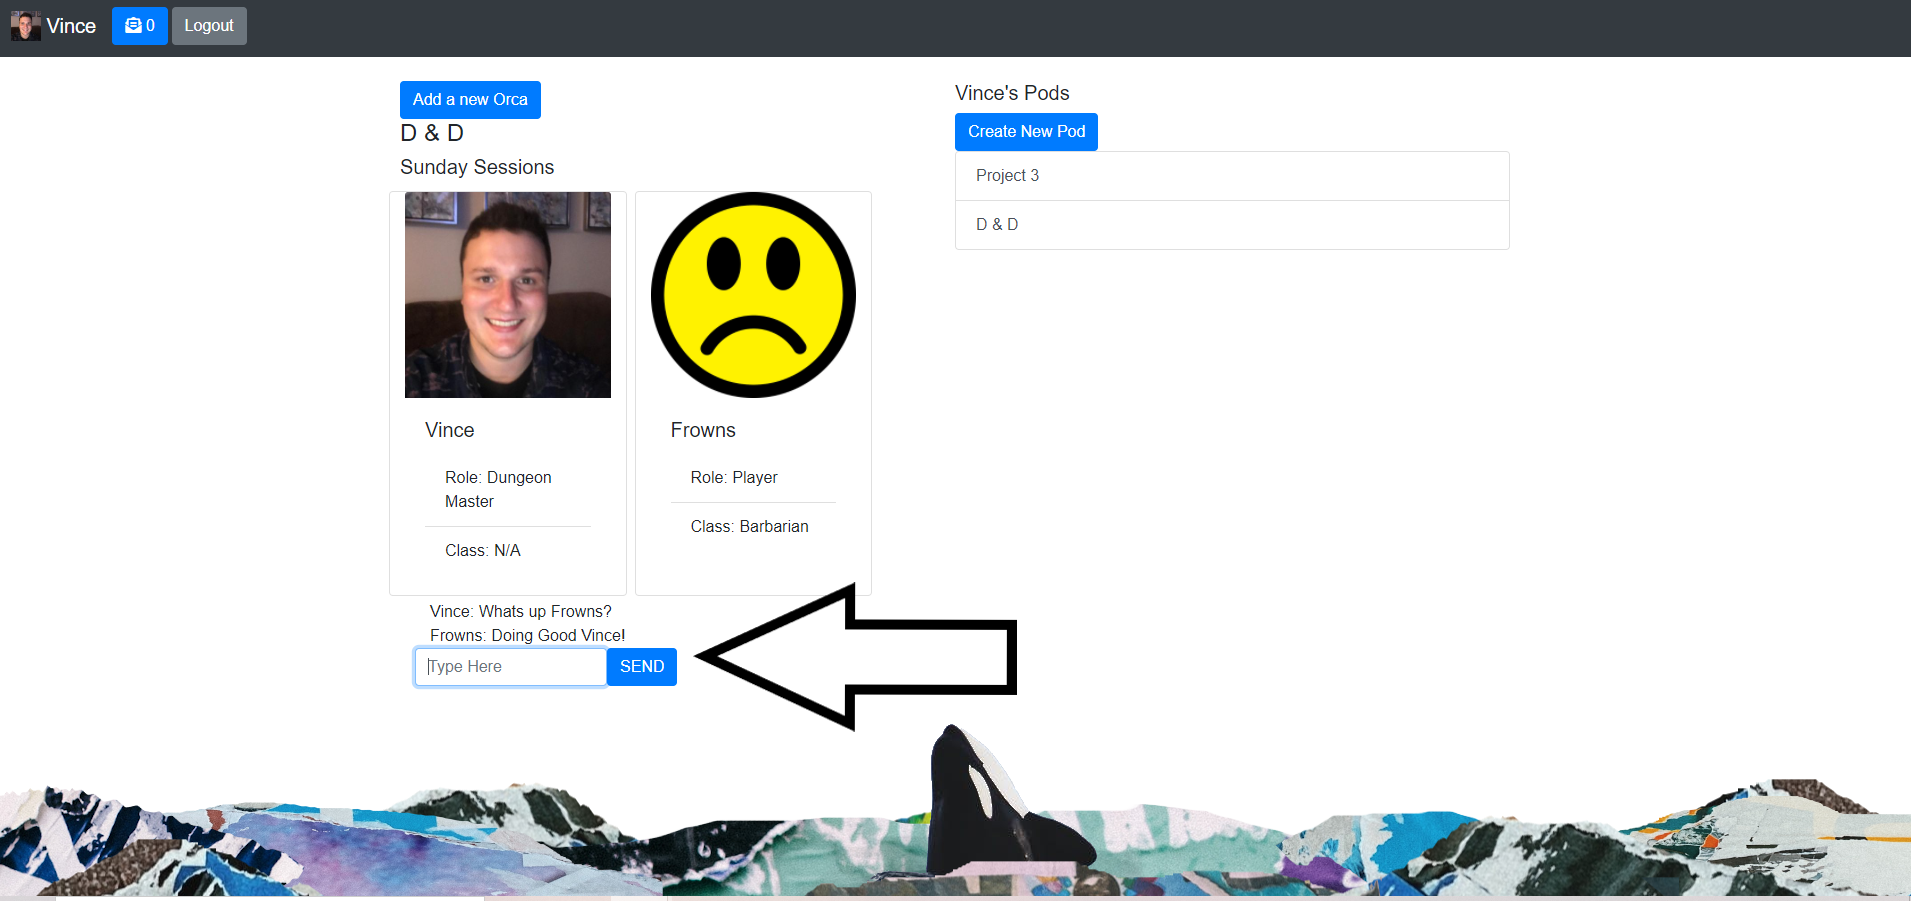 Vince
0
Logout
Add a new Orca
D & D
Sunday Sessions
Vince
Role: Dungeon
Master
Class: N/A
Frowns
Role: Player
Class: Barbarian
Vince: Whats up Frowns?
Frowns: Doing Good Vince!
Type Here
SEND
Vince's Pods
Create New Pod
Project 3
D & D